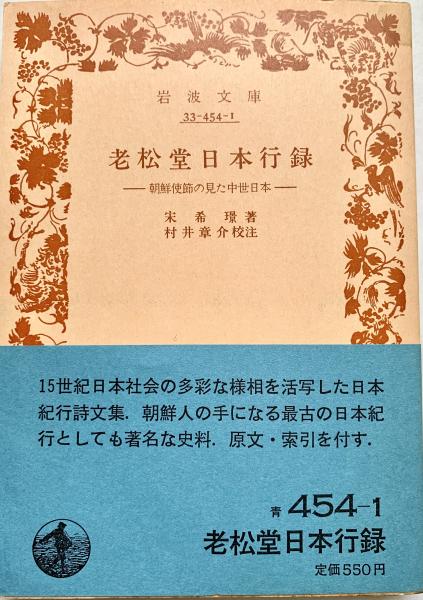 岩波文庫
33-454-1
老松堂日本行録
─朝鮮使節の見た中世日本─
宋希璟著
村井章介校注
15世紀日本社会の多彩な様相を活写した日本
紀行詩文集．朝鮮人の手になる最古の日本紀
行としても著名な史料．原文・索引を付す．
青 454-1
老松堂日本行録
定価550円